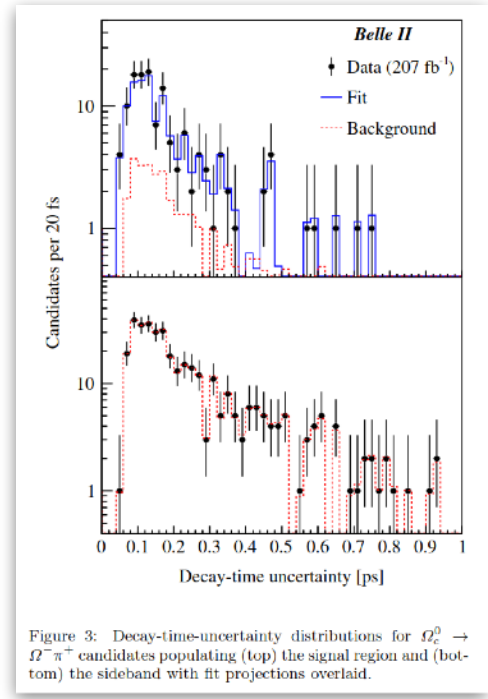 Belle II
Data (207 fb⁻¹)
Fit
Background
10
1
10
1
Candidates per 20 fs
0 0.1 0.2 0.3 0.4 0.5 0.6 0.7 0.8 0.9 1
Decay-time uncertainty [ps]
Figure 3: Decay-time-uncertainty distributions for Ω_c^0 →
Ω⁻π⁺ candidates populating (top) the signal region and (bot-
tom) the sideband with fit projections overlaid.